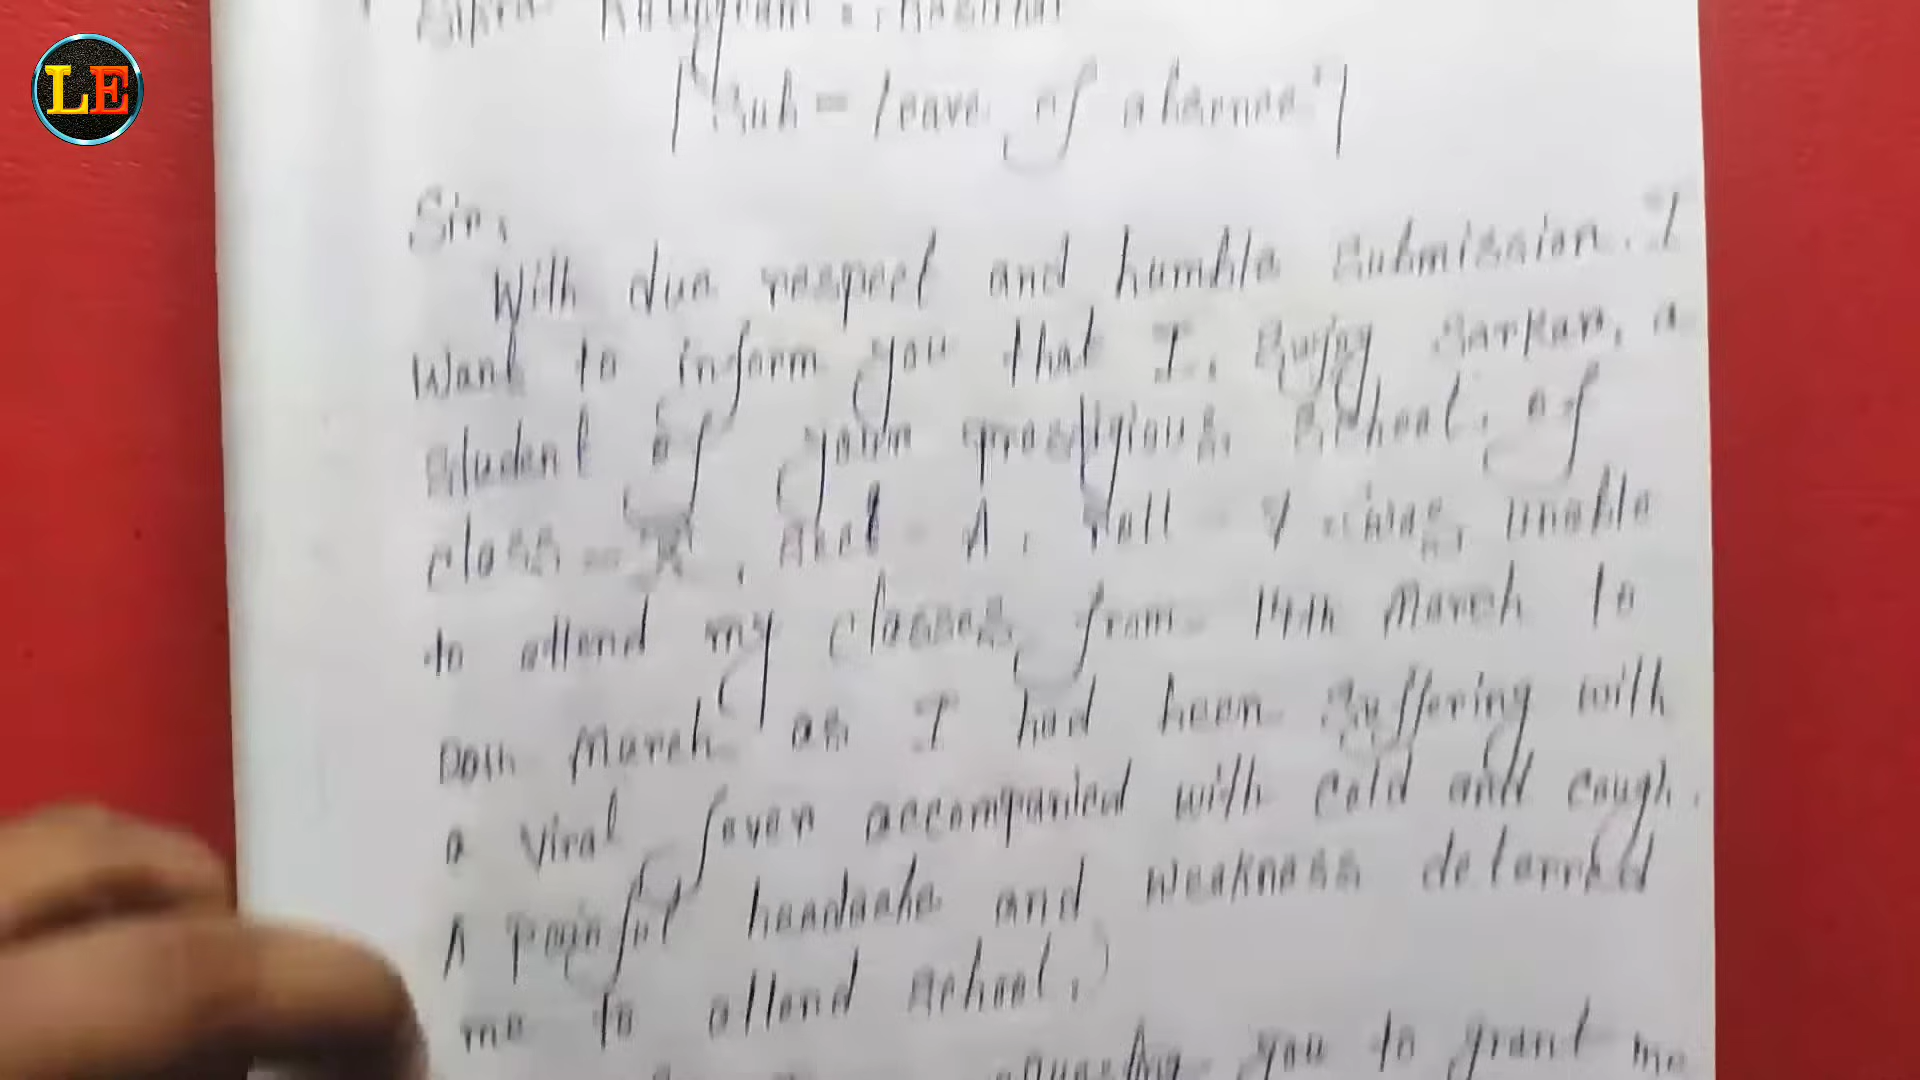 LE
Sub = leave of absence
Sir,
With due respect and humble submission. I
want to inform you that I, Sarkar, a
student of your school, of
class - , - A, Roll - was unable
to attend my classes from 14th March to
March as I had been suffering with
a viral fever accompanied with cold and cough.
A painful headache and weakness deterred
me to attend school.
you to grant me